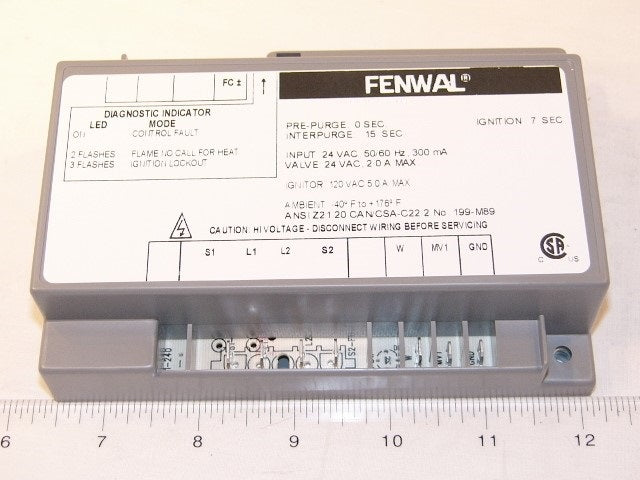 FC ±
↑
FENWAL®
DIAGNOSTIC INDICATOR
LED MODE
ON CONTROL FAULT
2 FLASHES FLAME NO CALL FOR HEAT
3 FLASHES IGNITION LOCKOUT
PRE-PURGE 0 SEC IGNITION 7 SEC
INTERPURGE 15 SEC
INPUT 24 VAC, 50/60 Hz, 300 mA
VALVE 24 VAC, 2.0 A MAX
IGNITOR 120 VAC 5.0 A MAX
AMBIENT -40° F to +176° F
ANSI Z21.20 CAN/CSA-C22.2 No. 199-M89
CAUTION: HI VOLTAGE - DISCONNECT WIRING BEFORE SERVICING
S1 L1 L2 S2 W MV1 GND
C US
W MV1 GND
6 7 8 9 10 11 12